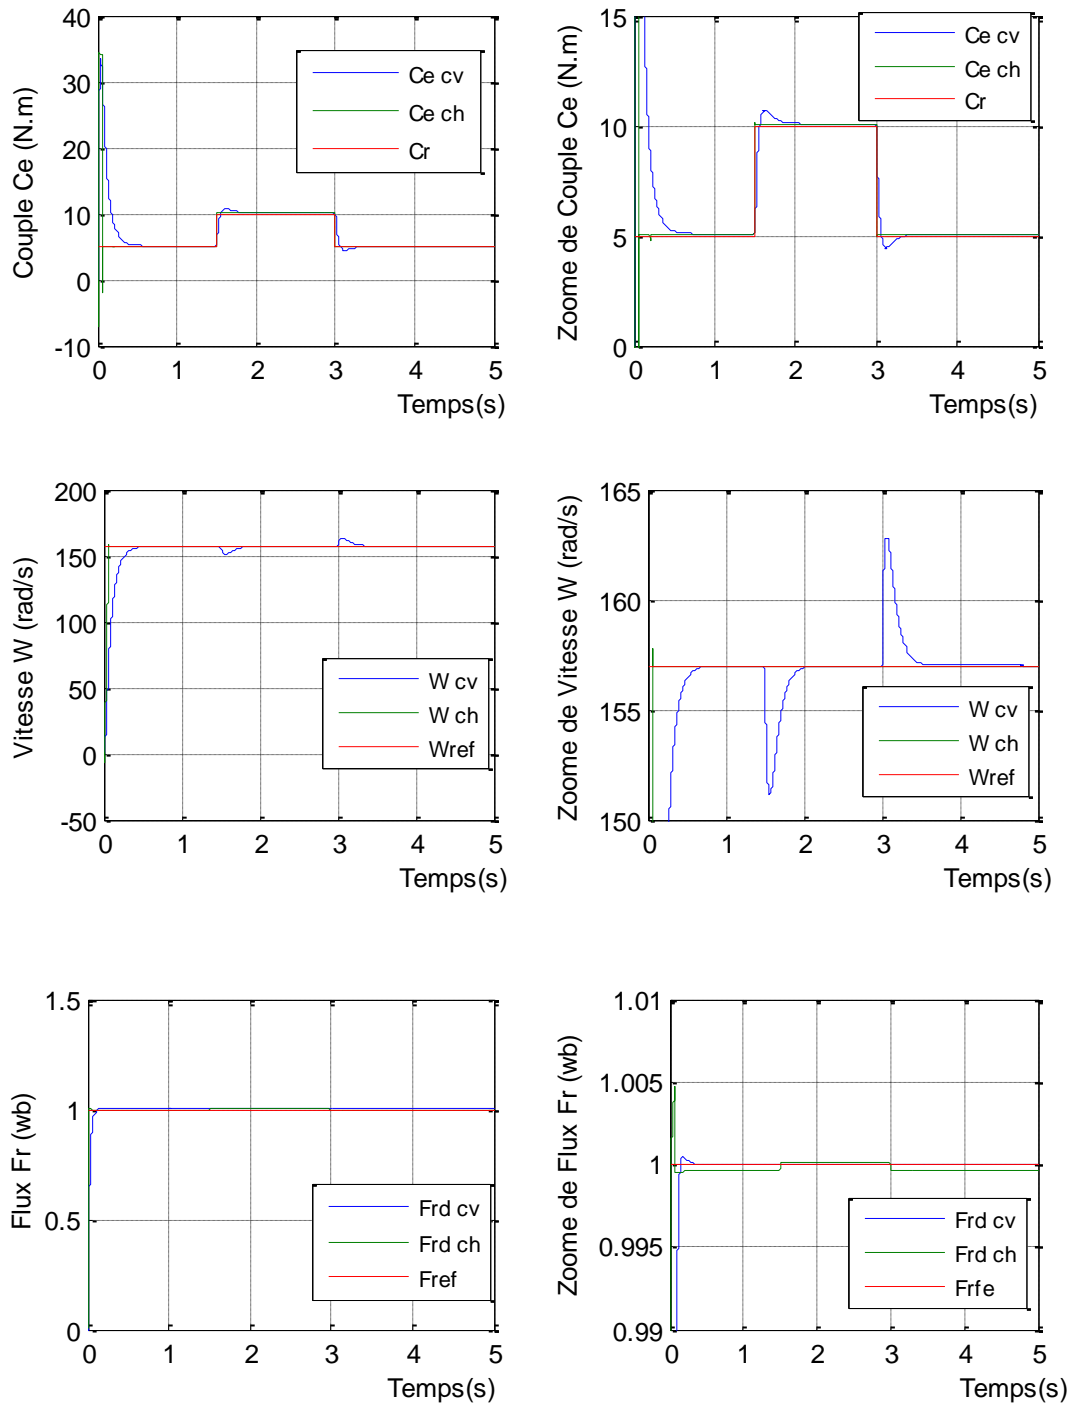 40
30
20
10
0
-10
Couple Ce (N.m)
Ce cv
Ce ch
Cr
0 1 2 3 4 5
Temps(s)
15
10
5
0
Zoome de Couple Ce (N.m)
Ce cv
Ce ch
Cr
0 1 2 3 4 5
Temps(s)
200
150
100
50
0
-50
Vitesse W (rad/s)
W cv
W ch
Wref
0 1 2 3 4 5
Temps(s)
165
160
155
150
Zoome de Vitesse W (rad/s)
W cv
W ch
Wref
0 1 2 3 4 5
Temps(s)
1.5
1
0.5
0
Flux Fr (wb)
Frd cv
Frd ch
Fref
0 1 2 3 4 5
Temps(s)
1.01
1.005
1
0.995
0.99
Zoome de Flux Fr (wb)
Frd cv
Frd ch
Frfe
0 1 2 3 4 5
Temps(s)